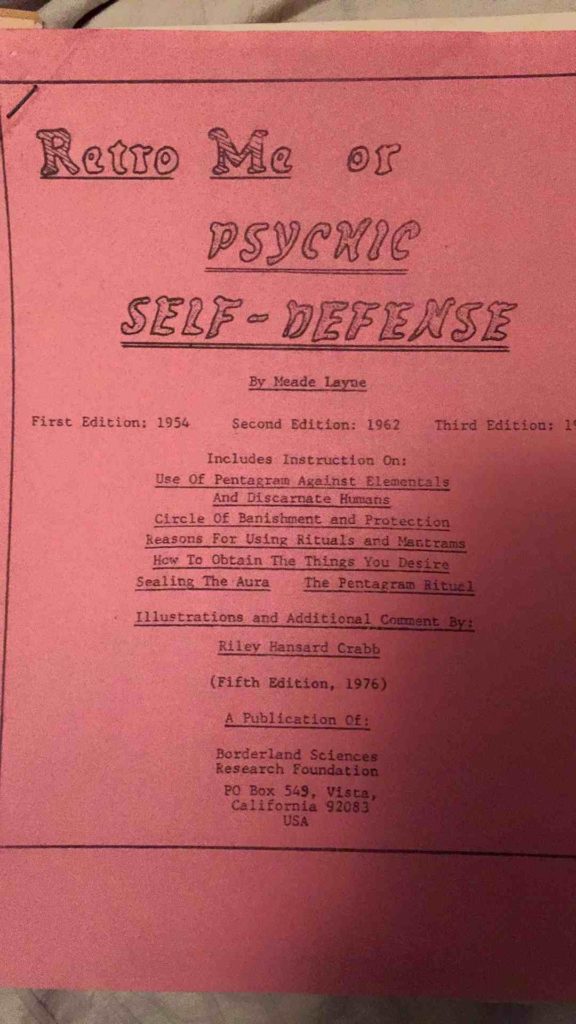 Retro Me or
PSYCHIC
SELF-DEFENSE
By Meade Layne
First Edition: 1954 Second Edition: 1962 Third Edition:
Includes Instruction On:
Use Of Pentagram Against Elementals
And Discarnate Humans
Circle Of Banishment and Protection
Reasons For Using Rituals and Mantrams
How To Obtain The Things You Desire
Sealing The Aura The Pentagram Ritual
Illustrations and Additional Comment By:
Riley Hansard Crabb
(Fifth Edition, 1976)
A Publication Of:
Borderland Sciences
Research Foundation
PO Box 549, Vista,
California 92083
USA